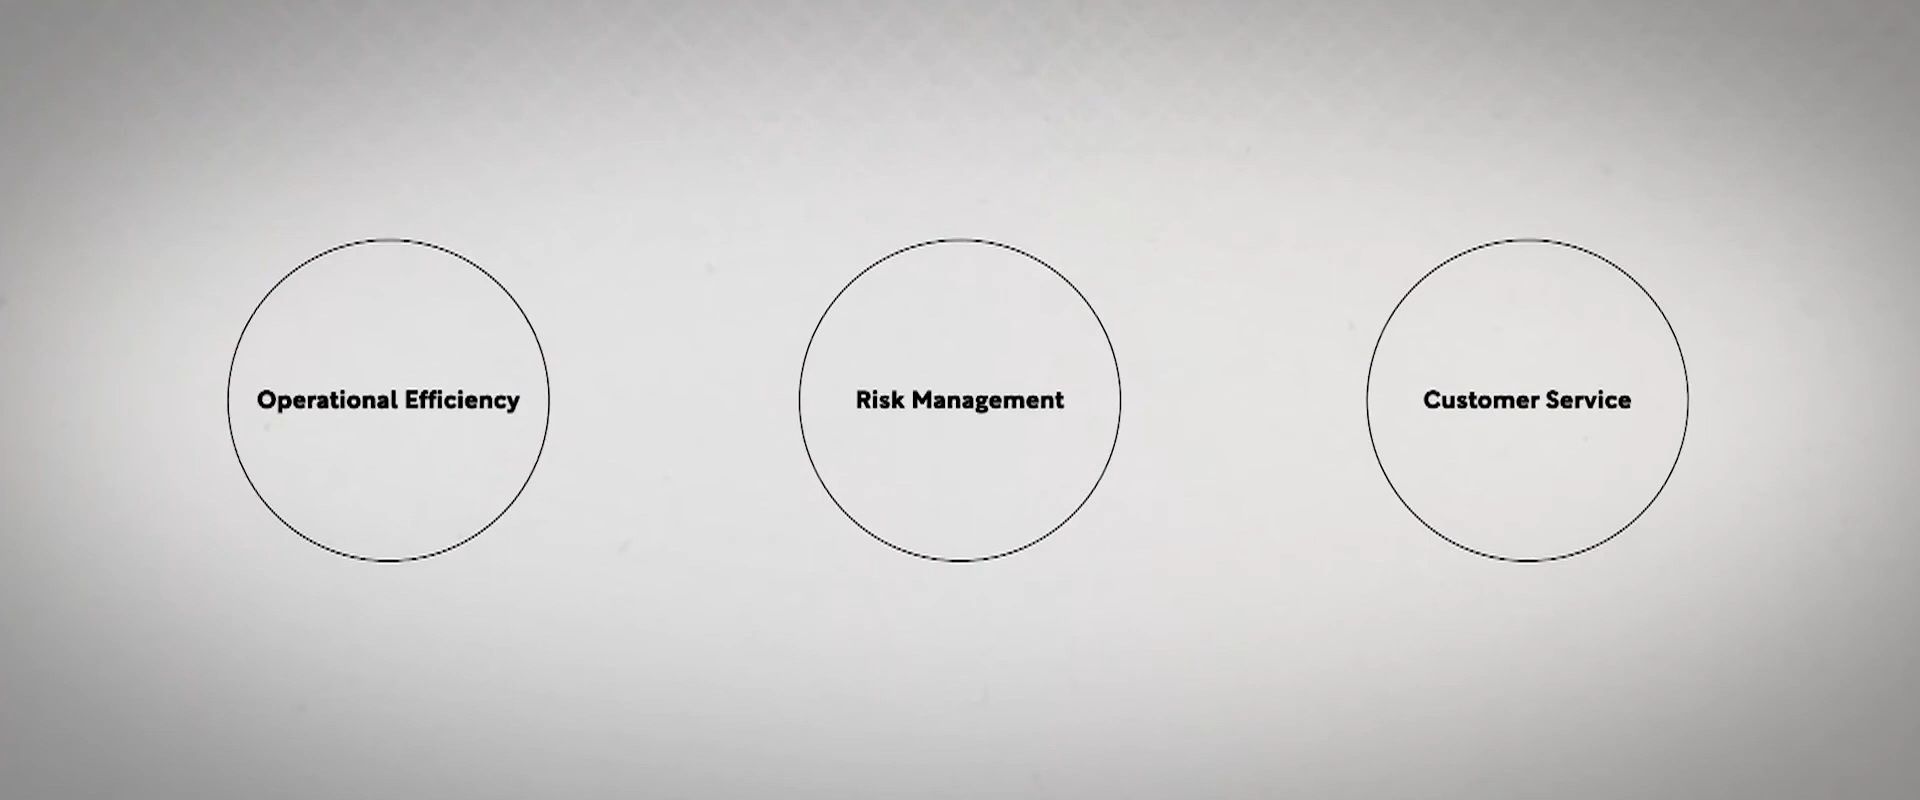 Operational Efficiency
Risk Management
Customer Service